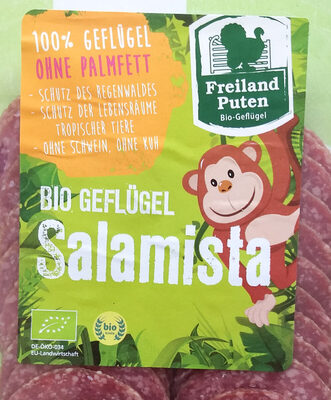 100% GEFLÜGEL
OHNE PALMFETT
- SCHUTZ DES REGENWALDES
- SCHUTZ DER LEBENSRÄUME
TROPISCHER TIERE
- OHNE SCHWEIN, OHNE KUH
Freiland
Puten
Bio-Geflügel
BIO GEFLÜGEL
Salamista
bio
DE-ÖKO-034
EU-Landwirtschaft